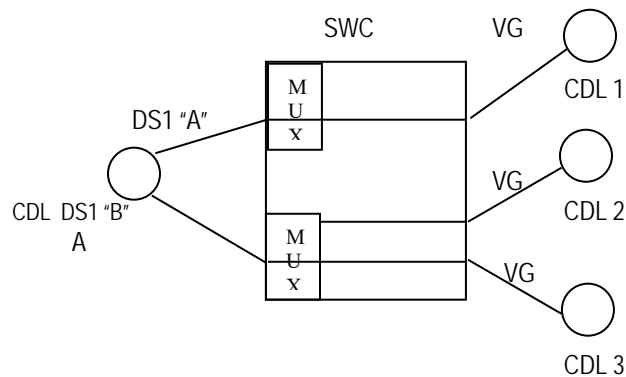 SWC
VG
M
U
X
CDL 1
DS1 “A”
VG
CDL DS1 “B”
A
CDL 2
M
U
X
VG
CDL 3